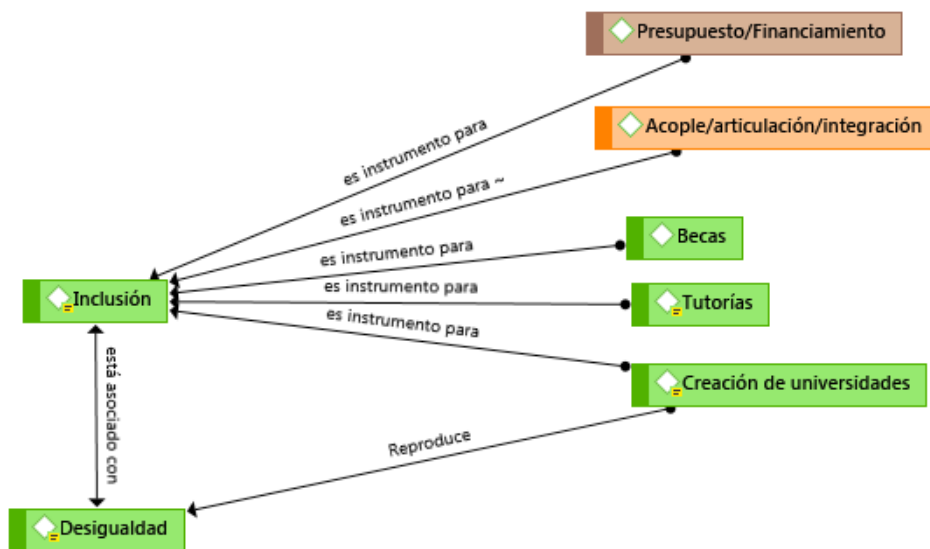 Presupuesto/Financiamiento
es instrumento para
Acople/articulación/integración
es instrumento para ~
Becas
es instrumento para
Inclusión
es instrumento para
Tutorías
es instrumento para
Creación de universidades
está asociado con
Reproduce
Desigualdad